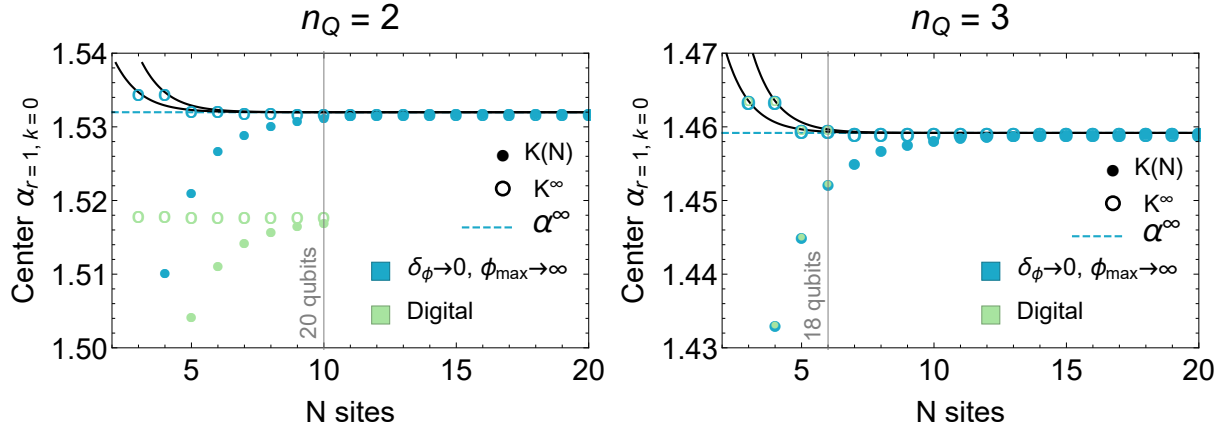 n_Q = 2
1.54
1.53
1.52
1.51
1.50
Center α_{r = 1, k = 0}
K(N)
K^∞
α^∞
δ_ϕ→0, ϕ_max→∞
Digital
20 qubits
5
10
15
20
N sites
n_Q = 3
1.47
1.46
1.45
1.44
1.43
Center α_{r = 1, k = 0}
K(N)
K^∞
α^∞
δ_ϕ→0, ϕ_max→∞
Digital
18 qubits
5
10
15
20
N sites